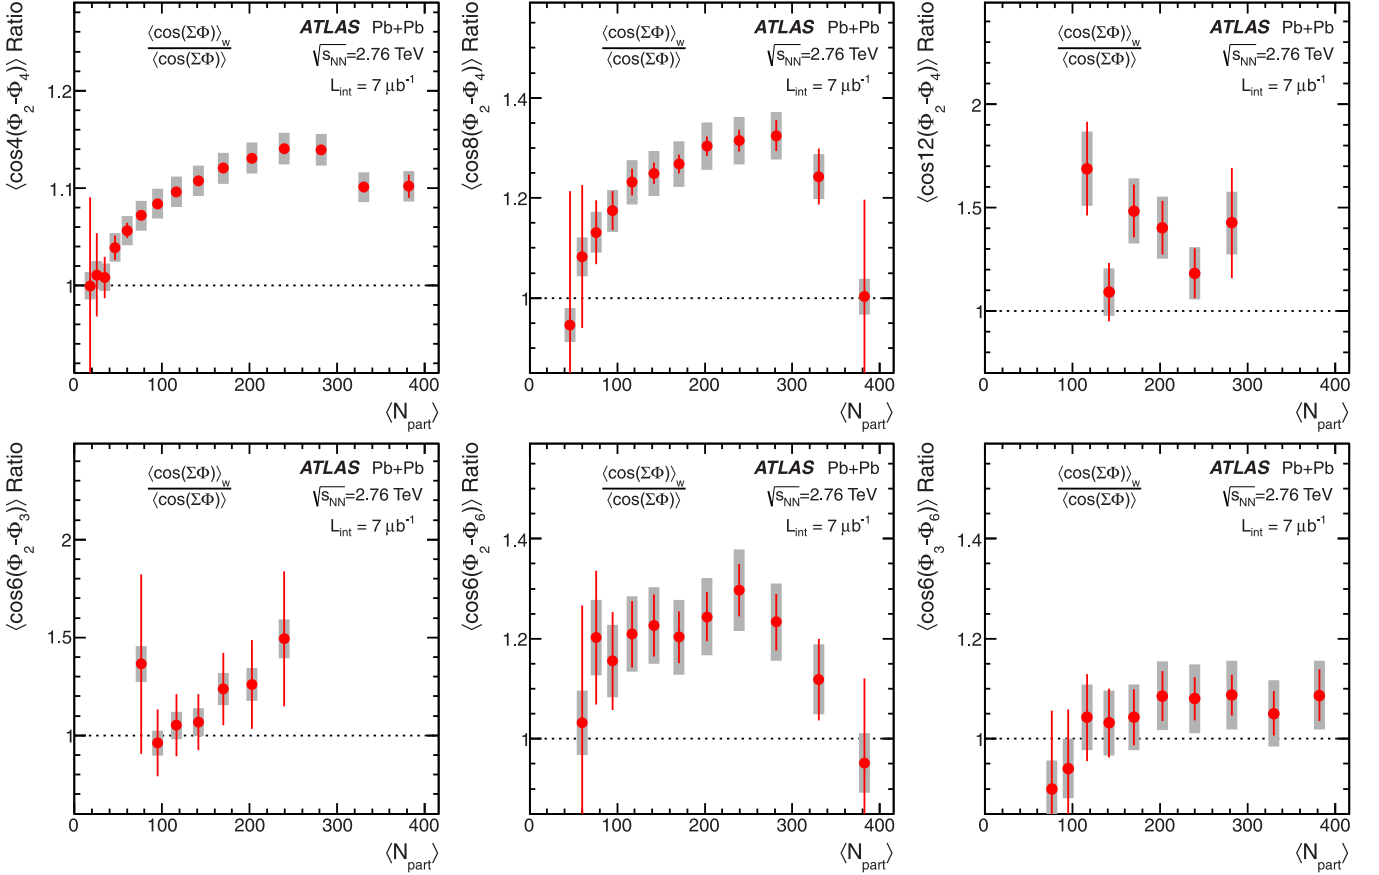 ⟨cos4(Φ2-Φ4)⟩ Ratio
⟨cos(ΣΦ)⟩w
⟨cos(ΣΦ)⟩
ATLAS Pb+Pb
√sNN=2.76 TeV
Lint = 7 μb-1
1.2
1.1
1
0 100 200 300 400
⟨Npart⟩
⟨cos8(Φ2-Φ4)⟩ Ratio
⟨cos(ΣΦ)⟩w
⟨cos(ΣΦ)⟩
ATLAS Pb+Pb
√sNN=2.76 TeV
Lint = 7 μb-1
1.4
1.2
1
0 100 200 300 400
⟨Npart⟩
⟨cos12(Φ2-Φ4)⟩ Ratio
⟨cos(ΣΦ)⟩w
⟨cos(ΣΦ)⟩
ATLAS Pb+Pb
√sNN=2.76 TeV
Lint = 7 μb-1
2
1.5
1
0 100 200 300 400
⟨Npart⟩
⟨cos6(Φ2-Φ3)⟩ Ratio
⟨cos(ΣΦ)⟩w
⟨cos(ΣΦ)⟩
ATLAS Pb+Pb
√sNN=2.76 TeV
Lint = 7 μb-1
2
1.5
1
0 100 200 300 400
⟨Npart⟩
⟨cos6(Φ2-Φ6)⟩ Ratio
⟨cos(ΣΦ)⟩w
⟨cos(ΣΦ)⟩
ATLAS Pb+Pb
√sNN=2.76 TeV
Lint = 7 μb-1
1.4
1.2
1
0 100 200 300 400
⟨Npart⟩
⟨cos6(Φ3-Φ6)⟩ Ratio
⟨cos(ΣΦ)⟩w
⟨cos(ΣΦ)⟩
ATLAS Pb+Pb
√sNN=2.76 TeV
Lint = 7 μb-1
1.4
1.2
1
0 100 200 300 400
⟨Npart⟩